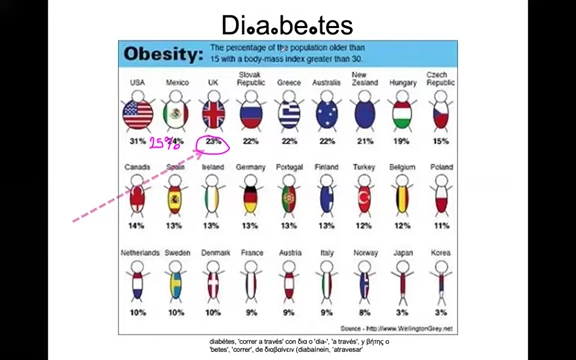 Di.a.be.tes
Obesity: The percentage of the population older than
15 with a body-mass index greater than 30.
USA Mexico UK Slovak Republic Greece Australia New Zealand Hungary Czech Republic
31% 25% 24% 23% 22% 22% 22% 21% 19% 15%
Canada Spain Ireland Germany Portugal Finland Turkey Belgium Poland
14% 13% 13% 13% 13% 13% 12% 12% 11%
Netherlands Sweden Denmark France Austria Italy Norway Japan Korea
10% 10% 10% 9% 9% 9% 8% 3% 3%
Source - http://www.WellingtonGrey.net
diabétes, 'correr a través' con δια o 'dia-', 'a través', y βήτης o
'betes', 'correr', de διαβαίνειν (diabaínein, 'atravesar'